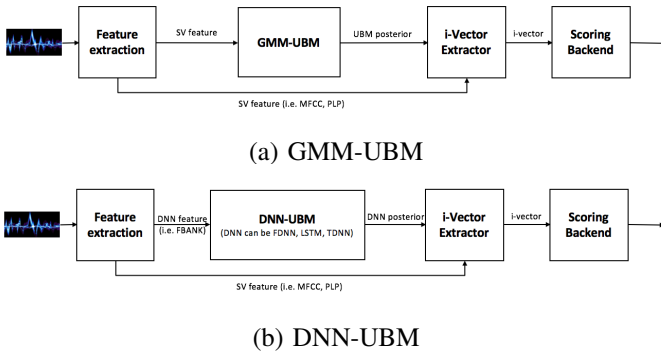 Feature
extraction
SV feature
GMM-UBM
UBM posterior
i-Vector
Extractor
i-vector
Scoring
Backend
SV feature (i.e. MFCC, PLP)
(a) GMM-UBM
Feature
extraction
DNN feature
(i.e. FBANK)
DNN-UBM
(DNN can be FDNN, LSTM, TDNN)
DNN posterior
i-Vector
Extractor
i-vector
Scoring
Backend
SV feature (i.e. MFCC, PLP)
(b) DNN-UBM